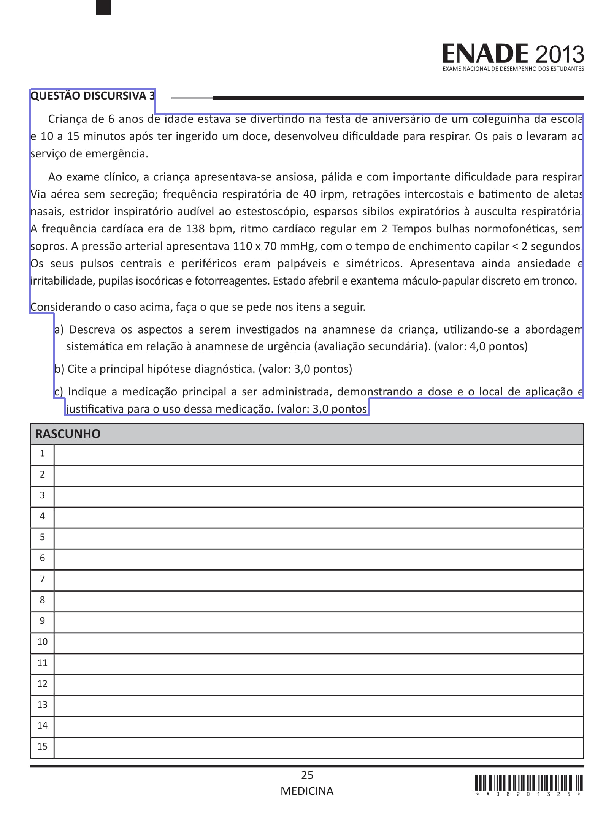 ENADE 2013
EXAME NACIONAL DE DESEMPENHO DOS ESTUDANTES
QUESTÃO DISCURSIVA 3
Criança de 6 anos de idade estava se divertindo na festa de aniversário de um coleguinha da escola
e 10 a 15 minutos após ter ingerido um doce, desenvolveu dificuldade para respirar. Os pais o levaram ao
serviço de emergência.
Ao exame clínico, a criança apresentava-se ansiosa, pálida e com importante dificuldade para respirar
Via aérea sem secreção; frequência respiratória de 40 irpm, retrações intercostais e batimento de aletas
nasais, estridor inspiratório audível ao estestoscópio, esparsos sibilos expiratórios à ausculta respiratória
A frequência cardíaca era de 138 bpm, ritmo cardíaco regular em 2 Tempos bulhas normofonéticas, sem
sopros. A pressão arterial apresentava 110 x 70 mmHg, com o tempo de enchimento capilar < 2 segundos
Os seus pulsos centrais e periféricos eram palpáveis e simétricos. Apresentava ainda ansiedade e
irritabilidade, pupilas isocóricas e fotorreagentes. Estado afebril e exantema máculo-papular discreto em tronco.
Considerando o caso acima, faça o que se pede nos itens a seguir.
a) Descreva os aspectos a serem investigados na anamnese da criança, utilizando-se a abordagem
sistemática em relação à anamnese de urgência (avaliação secundária). (valor: 4,0 pontos)
b) Cite a principal hipótese diagnóstica. (valor: 3,0 pontos)
c) Indique a medicação principal a ser administrada, demonstrando a dose e o local de aplicação e
justificativa para o uso dessa medicação. (valor: 3,0 pontos
RASCUNHO
1
2
3
4
5
6
7
8
9
10
11
12
13
14
15
25
MEDICINA